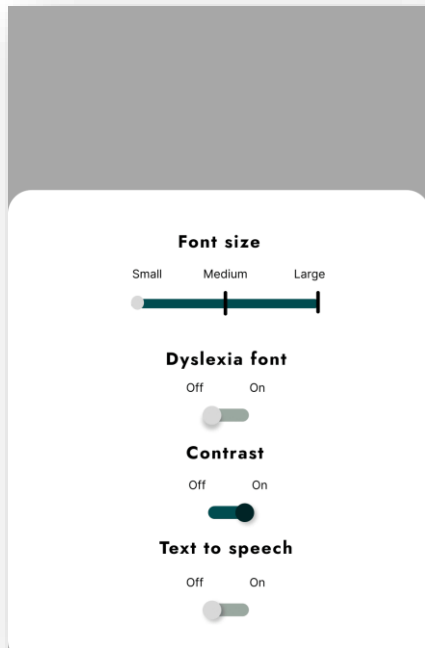 Font size
Small Medium Large
Dyslexia font
Off On
Contrast
Off On
Text to speech
Off On